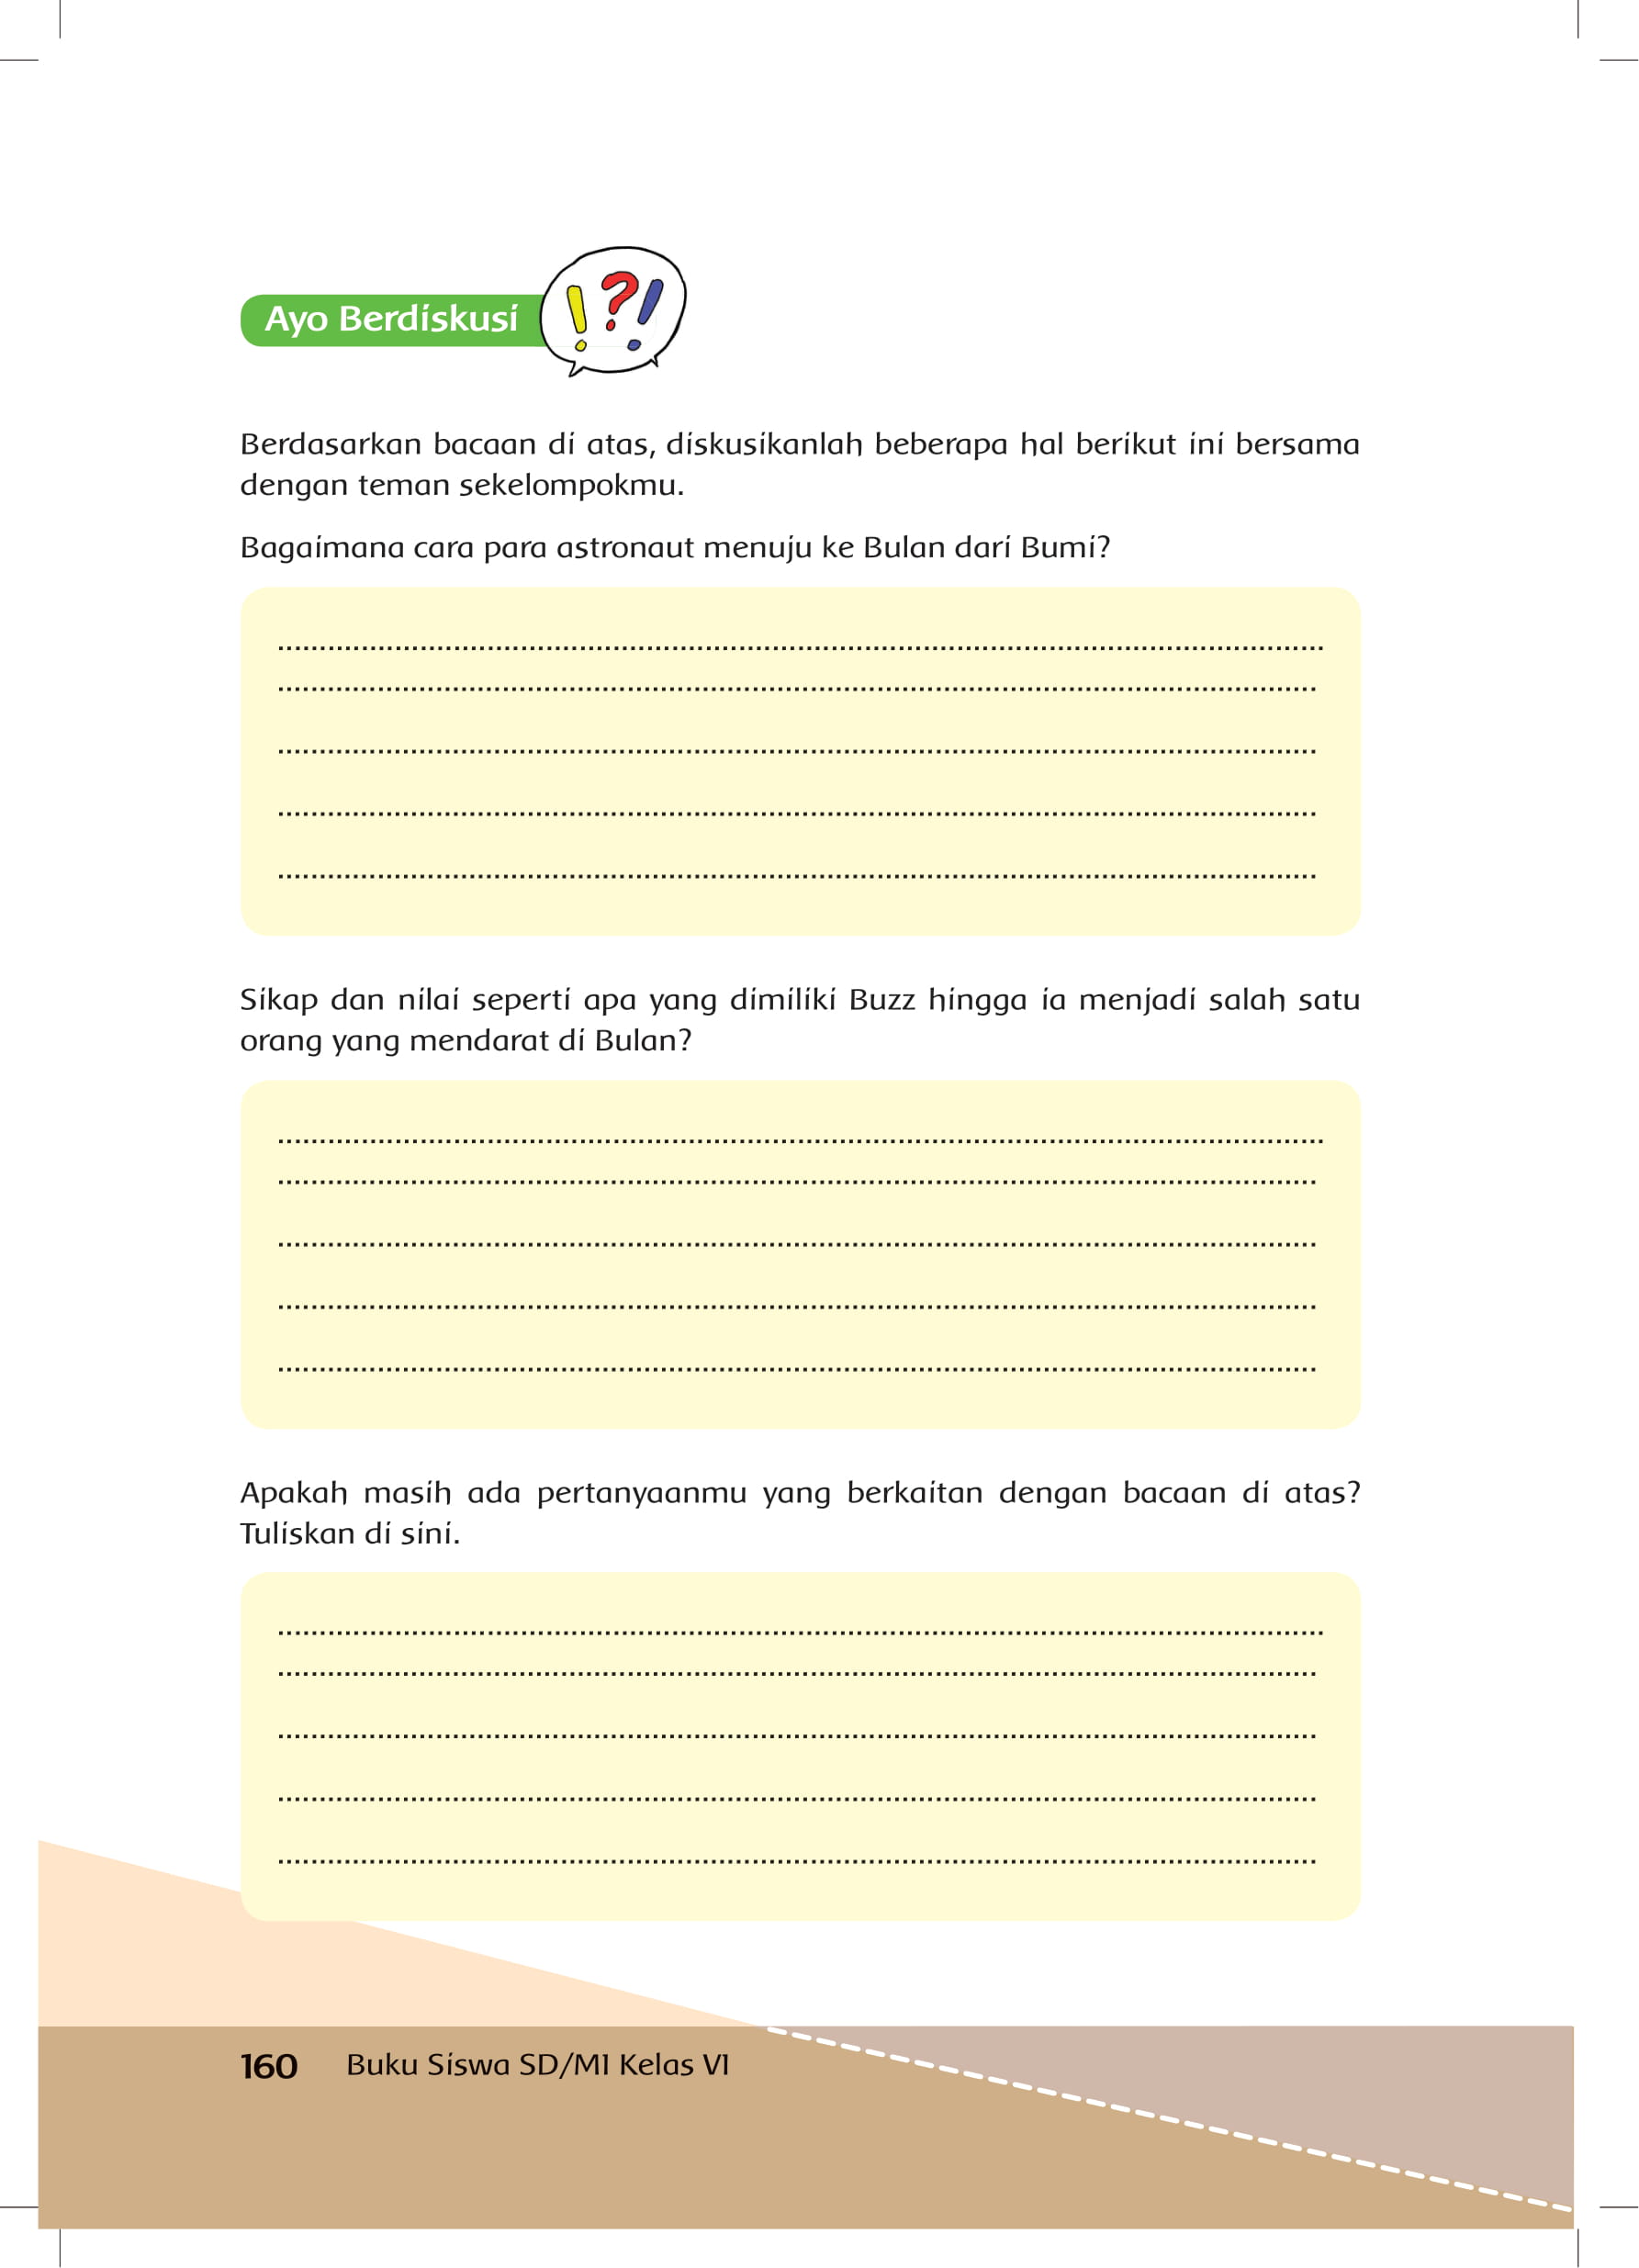 Ayo Berdiskusi
Berdasarkan bacaan di atas, diskusikanlah beberapa hal berikut ini bersama
dengan teman sekelompokmu.
Bagaimana cara para astronaut menuju ke Bulan dari Bumi?
Sikap dan nilai seperti apa yang dimiliki Buzz hingga ia menjadi salah satu
orang yang mendarat di Bulan?
Apakah masih ada pertanyaanmu yang berkaitan dengan bacaan di atas?
Tuliskan di sini.
160 Buku Siswa SD/MI Kelas VI